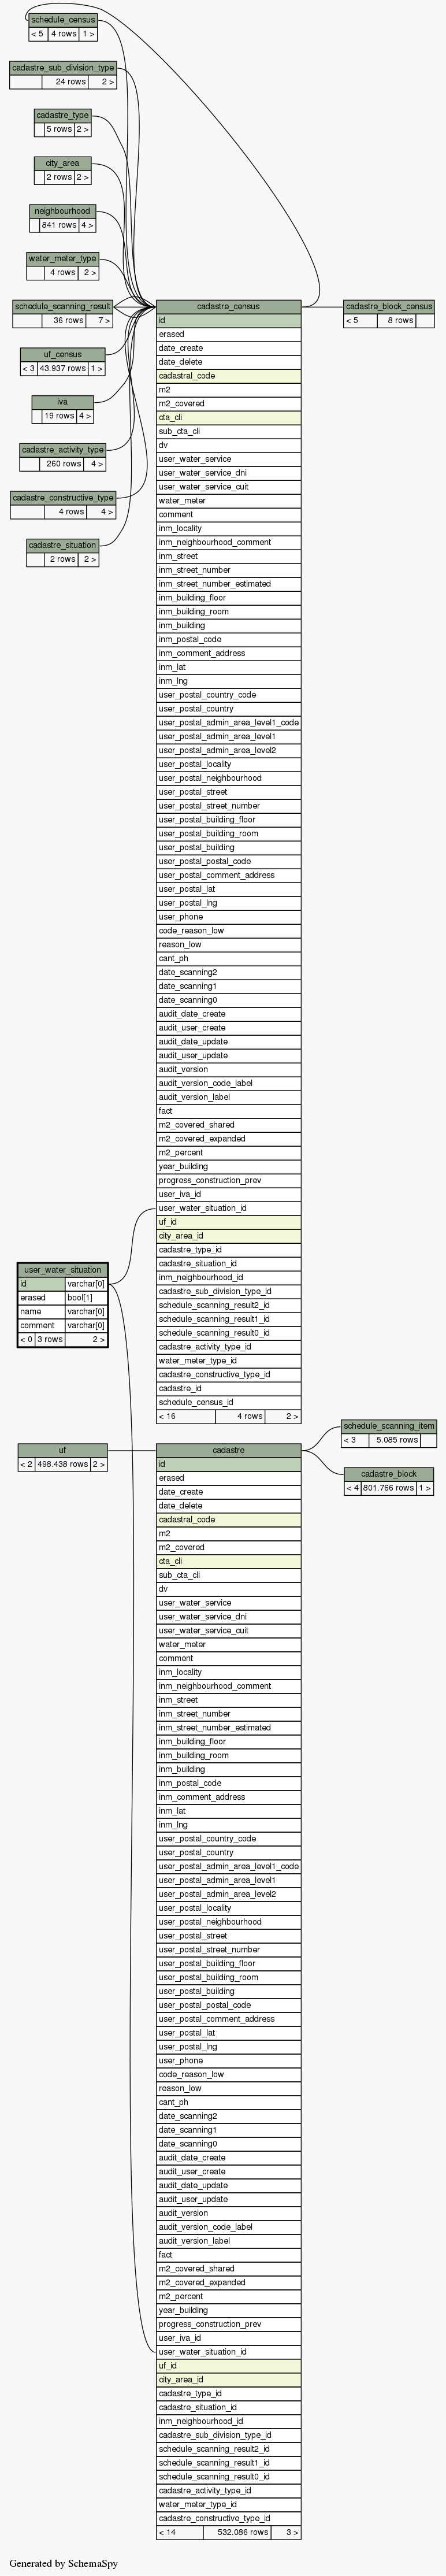 schedule_census
< 5 4 rows 1 >
cadastre_sub_division_type
24 rows 2 >
cadastre_type
5 rows 2 >
city_area
2 rows 2 >
neighbourhood
841 rows 4 >
water_meter_type
4 rows 2 >
schedule_scanning_result
36 rows 7 >
uf_census
< 3 43.937 rows 1 >
iva
19 rows 4 >
cadastre_activity_type
260 rows 4 >
cadastre_constructive_type
4 rows 4 >
cadastre_situation
2 rows 2 >
cadastre_block_census
< 5 8 rows
cadastre_census
id
erased
date_create
date_delete
cadastral_code
m2
m2_covered
cta_cli
sub_cta_cli
dv
user_water_service
user_water_service_dni
user_water_service_cuit
water_meter
comment
inm_locality
inm_neighbourhood_comment
inm_street
inm_street_number
inm_street_number_estimated
inm_building_floor
inm_building_room
inm_building
inm_postal_code
inm_comment_address
inm_lat
inm_lng
user_postal_country_code
user_postal_country
user_postal_admin_area_level1_code
user_postal_admin_area_level1
user_postal_admin_area_level2
user_postal_locality
user_postal_neighbourhood
user_postal_street
user_postal_street_number
user_postal_building_floor
user_postal_building_room
user_postal_building
user_postal_postal_code
user_postal_comment_address
user_postal_lat
user_postal_lng
user_phone
code_reason_low
reason_low
cant_ph
date_scanning2
date_scanning1
date_scanning0
audit_date_create
audit_user_create
audit_date_update
audit_user_update
audit_version
audit_version_code_label
audit_version_label
fact
m2_covered_shared
m2_covered_expanded
m2_percent
year_building
progress_construction_prev
user_iva_id
user_water_situation_id
uf_id
city_area_id
cadastre_type_id
cadastre_situation_id
inm_neighbourhood_id
cadastre_sub_division_type_id
schedule_scanning_result2_id
schedule_scanning_result1_id
schedule_scanning_result0_id
cadastre_activity_type_id
water_meter_type_id
cadastre_constructive_type_id
cadastre_id
schedule_census_id
< 16 4 rows 2 >
user_water_situation
id varchar[0]
erased bool[1]
name varchar[0]
comment varchar[0]
< 0 3 rows 2 >
uf
< 2 498.438 rows 2 >
schedule_scanning_item
< 3 5.085 rows
cadastre_block
< 4 801.766 rows 1 >
cadastre
id
erased
date_create
date_delete
cadastral_code
m2
m2_covered
cta_cli
sub_cta_cli
dv
user_water_service
user_water_service_dni
user_water_service_cuit
water_meter
comment
inm_locality
inm_neighbourhood_comment
inm_street
inm_street_number
inm_street_number_estimated
inm_building_floor
inm_building_room
inm_building
inm_postal_code
inm_comment_address
inm_lat
inm_lng
user_postal_country_code
user_postal_country
user_postal_admin_area_level1_code
user_postal_admin_area_level1
user_postal_admin_area_level2
user_postal_locality
user_postal_neighbourhood
user_postal_street
user_postal_street_number
user_postal_building_floor
user_postal_building_room
user_postal_building
user_postal_postal_code
user_postal_comment_address
user_postal_lat
user_postal_lng
user_phone
code_reason_low
reason_low
cant_ph
date_scanning2
date_scanning1
date_scanning0
audit_date_create
audit_user_create
audit_date_update
audit_user_update
audit_version
audit_version_code_label
audit_version_label
fact
m2_covered_shared
m2_covered_expanded
m2_percent
year_building
progress_construction_prev
user_iva_id
user_water_situation_id
uf_id
city_area_id
cadastre_type_id
cadastre_situation_id
inm_neighbourhood_id
cadastre_sub_division_type_id
schedule_scanning_result2_id
schedule_scanning_result1_id
schedule_scanning_result0_id
cadastre_activity_type_id
water_meter_type_id
cadastre_constructive_type_id
< 14 532.086 rows 3 >
Generated by SchemaSpy